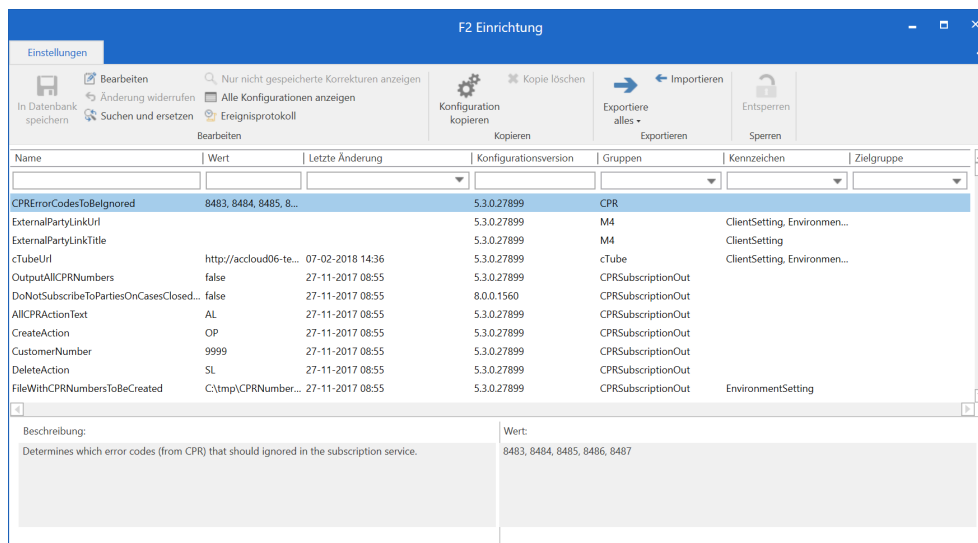 F2 Einrichtung
Einstellungen
In Datenbank speichern
Bearbeiten
Änderung widerrufen
Suchen und ersetzen
Nur nicht gespeicherte Korrekturen anzeigen
Alle Konfigurationen anzeigen
Ereignisprotokoll
Bearbeiten
Konfiguration kopieren
Kopie löschen
Kopieren
Exportiere alles
Importieren
Exportieren
Entsperren
Sperren
Name Wert Letzte Änderung Konfigurationsversion Gruppen Kennzeichen Zielgruppe
CPRErrorCodesToBeIgnored 8483, 8484, 8485, 8... 5.3.0.27899 CPR
ExternalPartyLinkUrl 5.3.0.27899 M4 ClientSetting, Environmen...
ExternalPartyLinkTitle 5.3.0.27899 M4 ClientSetting
cTubeUrl http://accloud06-te... 07-02-2018 14:36 5.3.0.27899 cTube ClientSetting, Environmen...
OutputAllCPRNumbers false 27-11-2017 08:55 5.3.0.27899 CPRSubscriptionOut
DoNotSubscribeToPartiesOnCasesClosed... false 27-11-2017 08:55 8.0.0.1560 CPRSubscriptionOut
AllCPRActionText AL 27-11-2017 08:55 5.3.0.27899 CPRSubscriptionOut
CreateAction OP 27-11-2017 08:55 5.3.0.27899 CPRSubscriptionOut
CustomerNumber 9999 27-11-2017 08:55 5.3.0.27899 CPRSubscriptionOut
DeleteAction SL 27-11-2017 08:55 5.3.0.27899 CPRSubscriptionOut
FileWithCPRNumbersToBeCreated C:\tmp\CPRNumber... 27-11-2017 08:55 5.3.0.27899 CPRSubscriptionOut EnvironmentSetting
Beschreibung: Wert:
Determines which error codes (from CPR) that should ignored in the subscription service. 8483, 8484, 8485, 8486, 8487